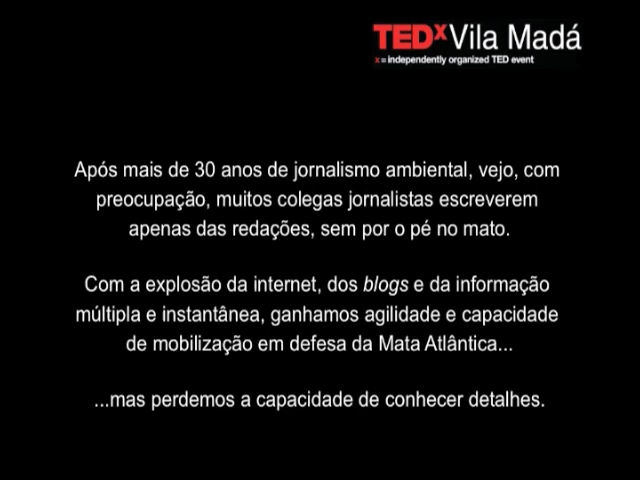 TEDxVila Madá
x = independently organized TED event
Após mais de 30 anos de jornalismo ambiental, vejo, com
preocupação, muitos colegas jornalistas escreverem
apenas das redações, sem por o pé no mato.
Com a explosão da internet, dos blogs e da informação
múltipla e instantânea, ganhamos agilidade e capacidade
de mobilização em defesa da Mata Atlântica...
...mas perdemos a capacidade de conhecer detalhes.